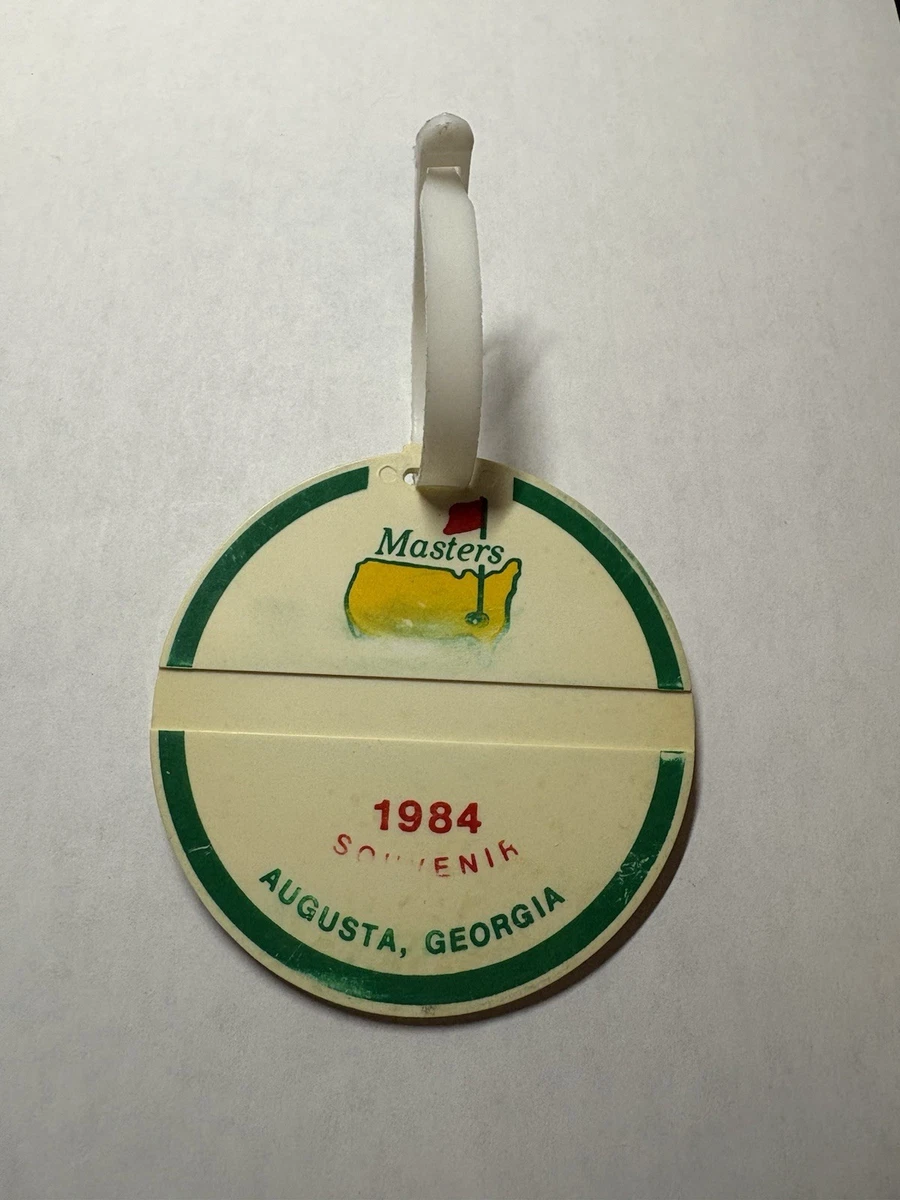 Masters
1984
SOUVENIR
AUGUSTA, GEORGIA